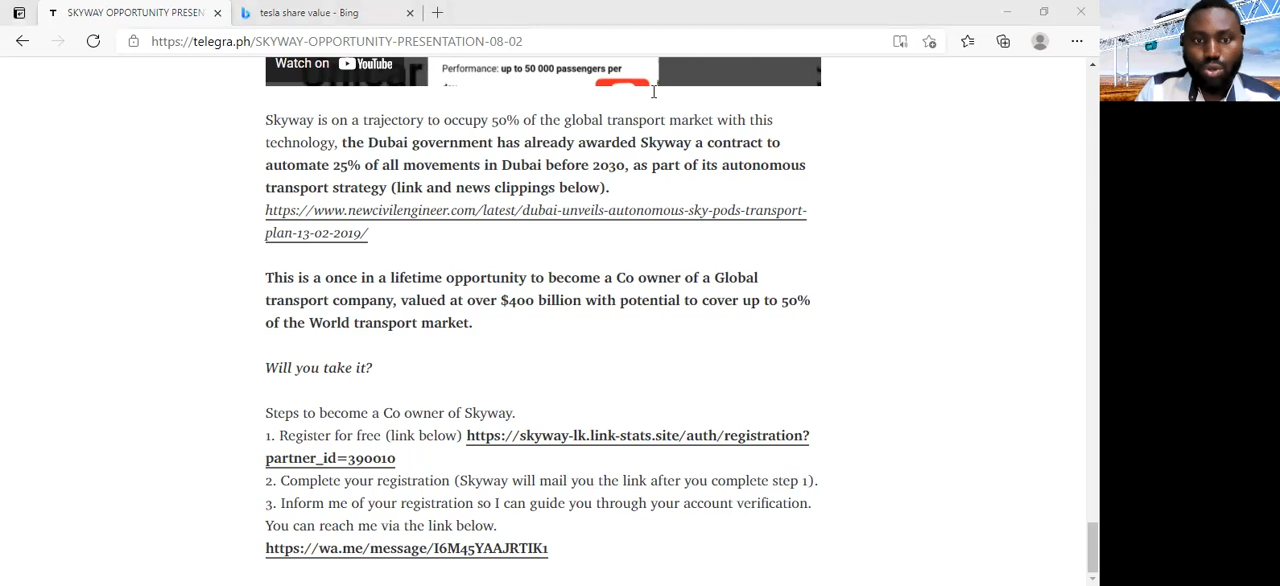 SKYWAY OPPORTUNITY PRESEN
tesla share value - Bing
https://telegra.ph/SKYWAY-OPPORTUNITY-PRESENTATION-08-02
Watch on YouTube
Performance: up to 50 000 passengers per
Skyway is on a trajectory to occupy 50% of the global transport market with this
technology, the Dubai government has already awarded Skyway a contract to
automate 25% of all movements in Dubai before 2030, as part of its autonomous
transport strategy (link and news clippings below).
https://www.newcivilengineer.com/latest/dubai-unveils-autonomous-sky-pods-transport-
plan-13-02-2019/
This is a once in a lifetime opportunity to become a Co owner of a Global
transport company, valued at over $400 billion with potential to cover up to 50%
of the World transport market.
Will you take it?
Steps to become a Co owner of Skyway.
1. Register for free (link below) https://skyway-lk.link-stats.site/auth/registration?
partner_id=390010
2. Complete your registration (Skyway will mail you the link after you complete step 1).
3. Inform me of your registration so I can guide you through your account verification.
You can reach me via the link below.
https://wa.me/message/I6M45YAAJRTIK1